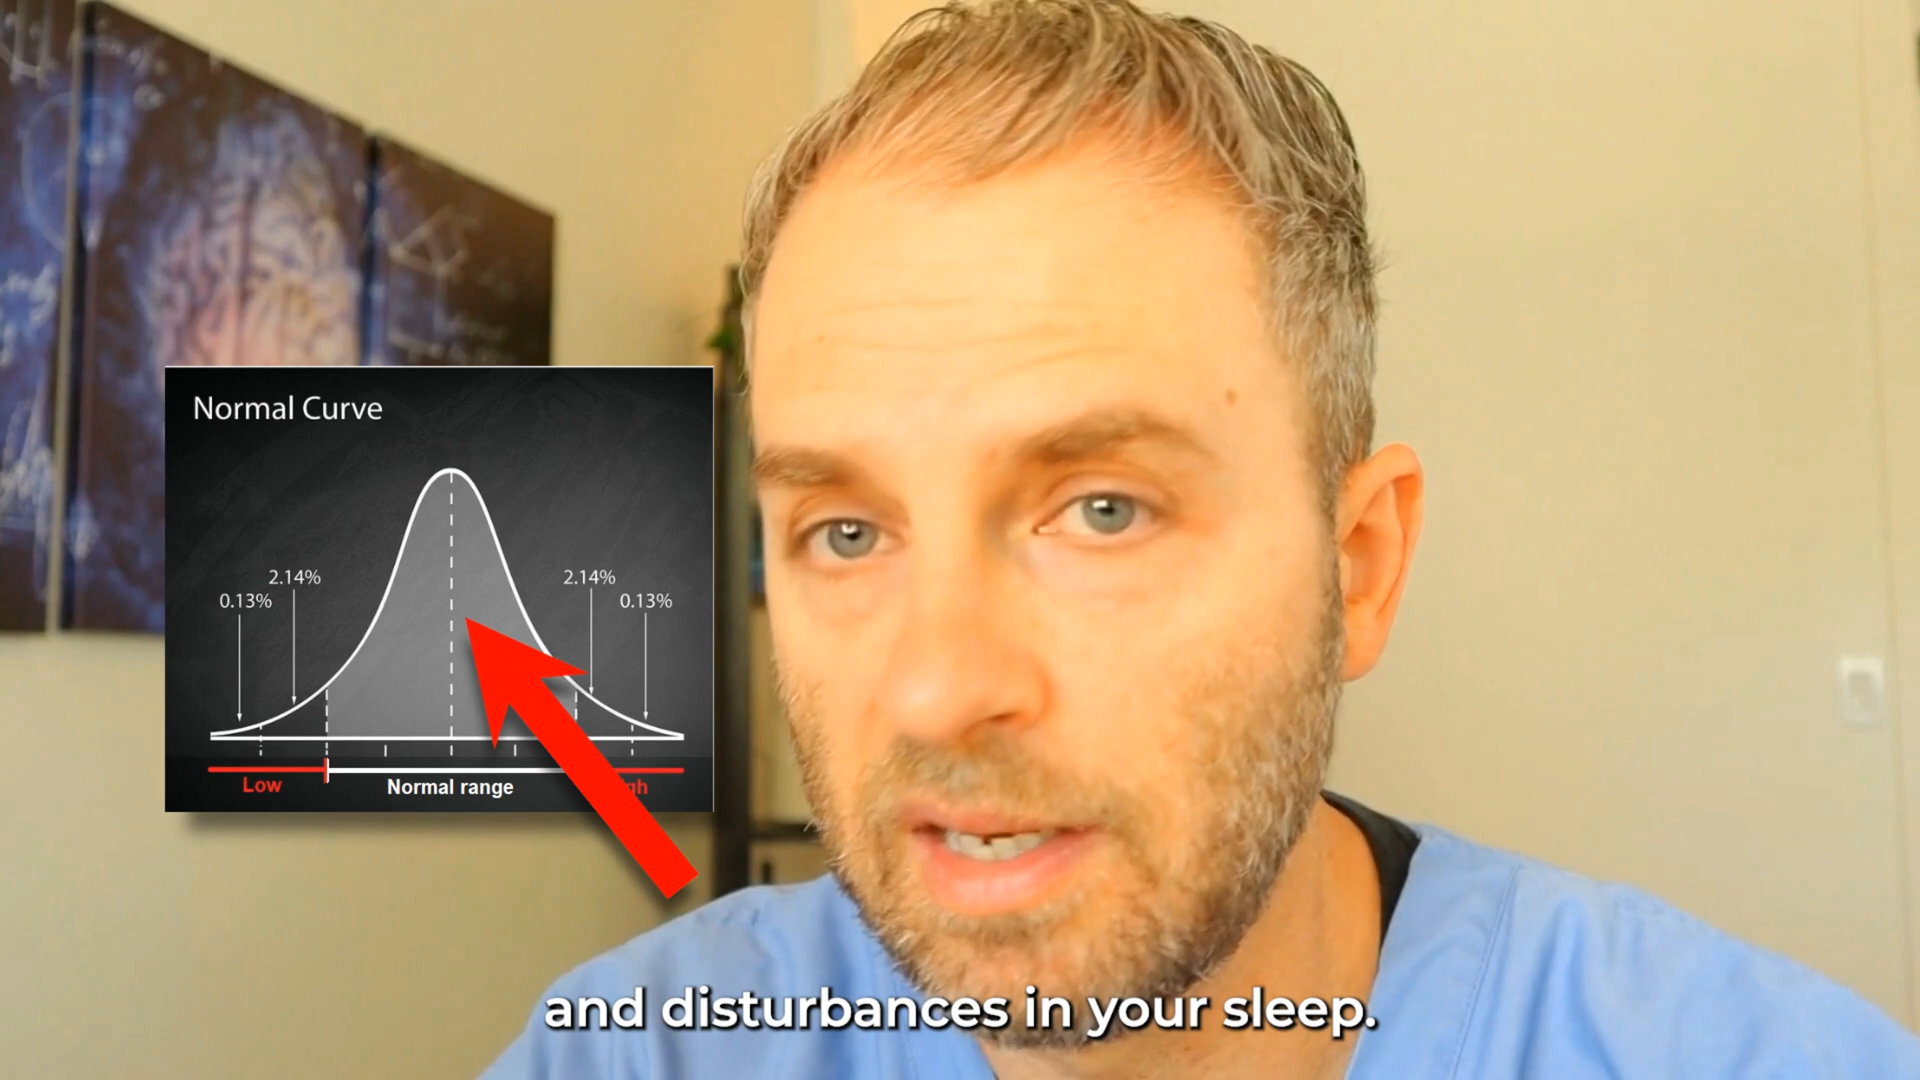 Normal Curve
2.14%
2.14%
0.13%
0.13%
Low
Normal range
and disturbances in your sleep.